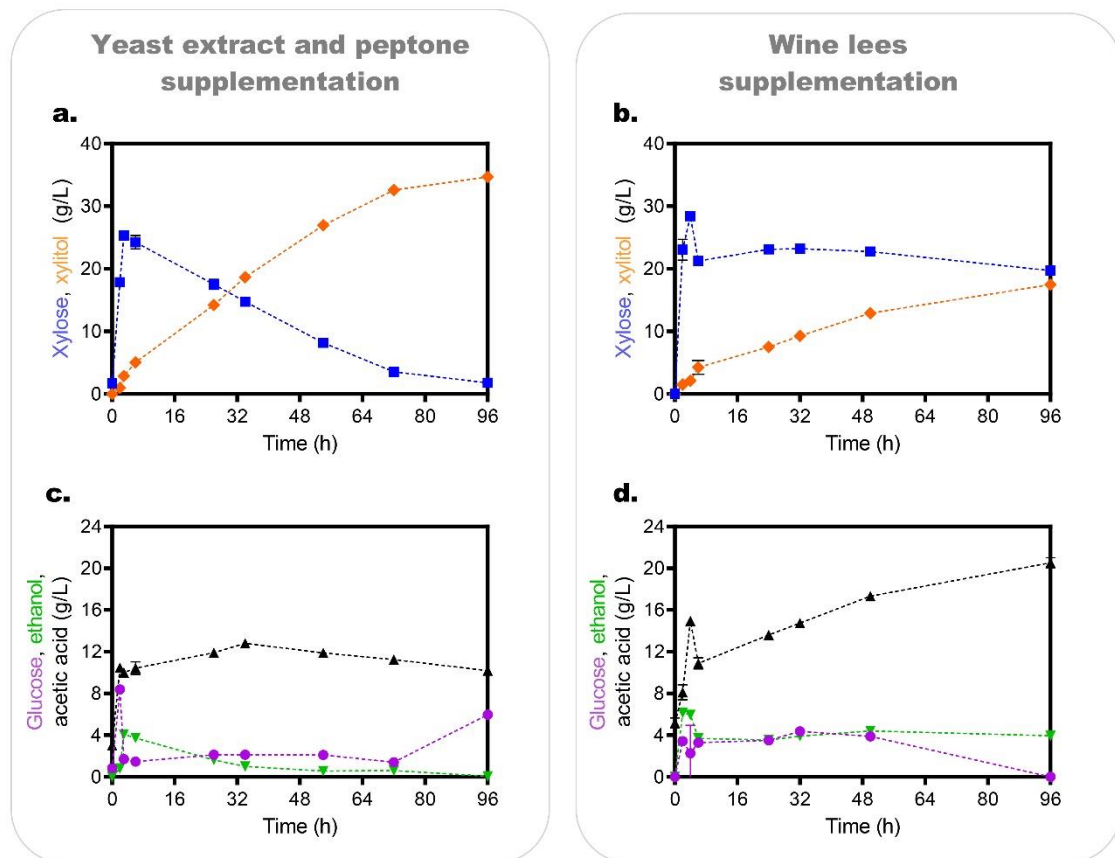 Yeast extract and peptone
supplementation
Wine lees
supplementation
a.
40
30
20
10
0
Xylose, xylitol (g/L)
0 16 32 48 64 80 96
Time (h)
b.
40
30
20
10
0
Xylose, xylitol (g/L)
0 16 32 48 64 80 96
Time (h)
c.
24
20
16
12
8
4
0
Glucose, ethanol,
acetic acid (g/L)
0 16 32 48 64 80 96
Time (h)
d.
24
20
16
12
8
4
0
Glucose, ethanol,
acetic acid (g/L)
0 16 32 48 64 80 96
Time (h)